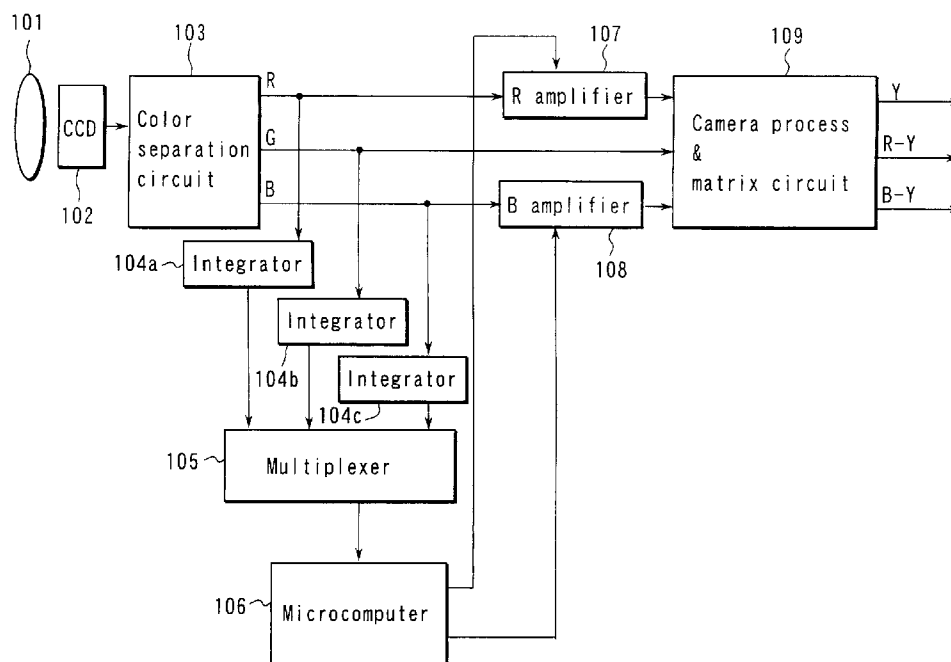 101
102
CCD
103
Color
separation
circuit
R
G
B
104a
Integrator
104b
Integrator
104c
Integrator
105
Multiplexer
106
Microcomputer
107
R amplifier
B amplifier
108
109
Camera process
&
matrix circuit
Y
R-Y
B-Y